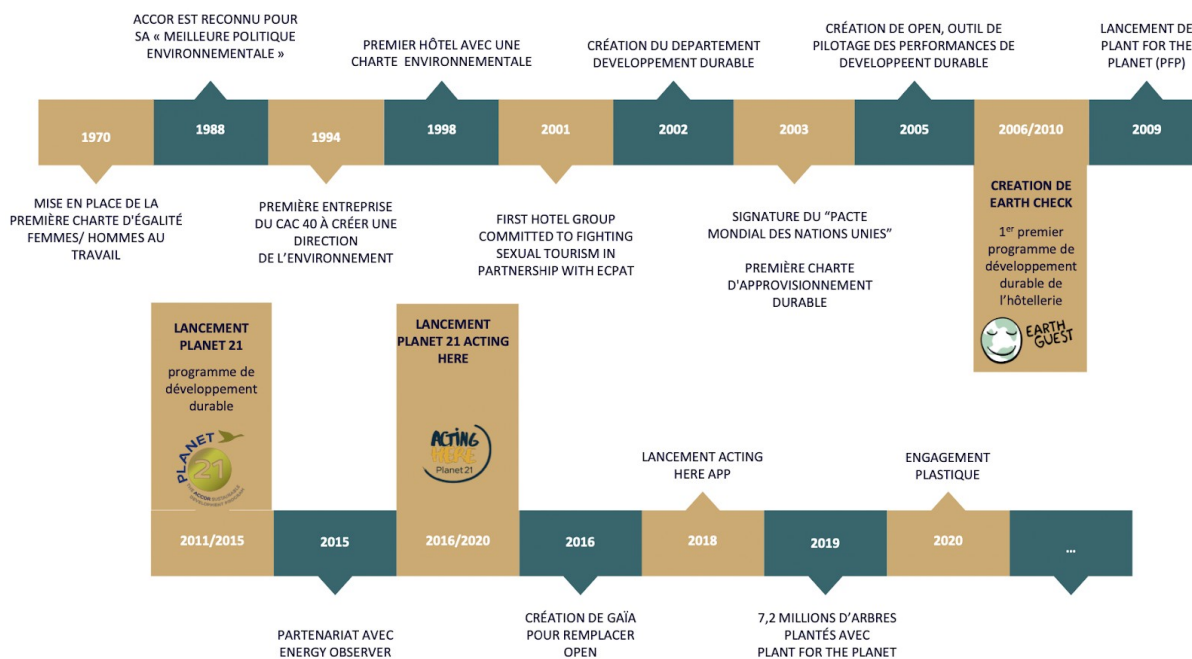 ACCOR EST RECONNU POUR
SA « MEILLEURE POLITIQUE
ENVIRONNEMENTALE »
PREMIER HÔTEL AVEC UNE
CHARTE ENVIRONNEMENTALE
CRÉATION DU DEPARTEMENT
DEVELOPPEMENT DURABLE
CRÉATION DE OPEN, OUTIL DE
PILOTAGE DES PERFORMANCES DE
DEVELOPPEENT DURABLE
LANCEMENT DE
PLANT FOR THE
PLANET (PFP)
1970
1988
1994
1998
2001
2002
2003
2005
2006/2010
2009
MISE EN PLACE DE LA
PREMIÈRE CHARTE D'ÉGALITÉ
FEMMES/ HOMMES AU
TRAVAIL
PREMIÈRE ENTREPRISE
DU CAC 40 À CRÉER UNE
DIRECTION
DE L'ENVIRONNEMENT
FIRST HOTEL GROUP
COMMITTED TO FIGHTING
SEXUAL TOURISM IN
PARTNERSHIP WITH ECPAT
SIGNATURE DU "PACTE
MONDIAL DES NATIONS UNIES”
PREMIÈRE CHARTE
D'APPROVISIONNEMENT
DURABLE
CREATION DE
EARTH CHECK
1er premier
programme de
développement
durable de
l'hôtellerie
EARTH
GUEST
LANCEMENT
PLANET 21
programme de
développement
durable
PLANET
21
THE ACCOR SUSTAINABLE
DEVELOPMENT PROGRAM
LANCEMENT
PLANET 21 ACTING
HERE
ACTING
HERE
Planet 21
LANCEMENT ACTING
HERE APP
ENGAGEMENT
PLASTIQUE
2011/2015
2015
2016/2020
2016
2018
2019
2020
...
PARTENARIAT AVEC
ENERGY OBSERVER
CRÉATION DE GAÏA
POUR REMPLACER
OPEN
7,2 MILLIONS D'ARBRES
PLANTÉS AVEC
PLANT FOR THE PLANET